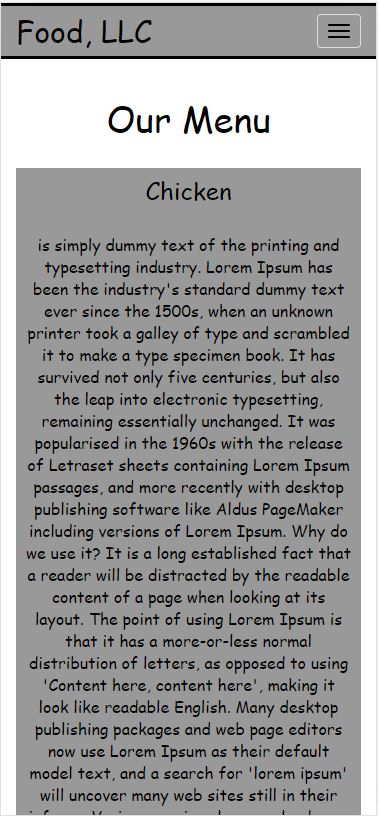 Food, LLC
Our Menu
Chicken
is simply dummy text of the printing and
typesetting industry. Lorem Ipsum has
been the industry's standard dummy text
ever since the 1500s, when an unknown
printer took a galley of type and scrambled
it to make a type specimen book. It has
survived not only five centuries, but also
the leap into electronic typesetting,
remaining essentially unchanged. It was
popularised in the 1960s with the release
of Letraset sheets containing Lorem Ipsum
passages, and more recently with desktop
publishing software like Aldus PageMaker
including versions of Lorem Ipsum. Why do
we use it? It is a long established fact that
a reader will be distracted by the readable
content of a page when looking at its
layout. The point of using Lorem Ipsum is
that it has a more-or-less normal
distribution of letters, as opposed to using
'Content here, content here', making it
look like readable English. Many desktop
publishing packages and web page editors
now use Lorem Ipsum as their default
model text, and a search for 'lorem ipsum'
will uncover many web sites still in their